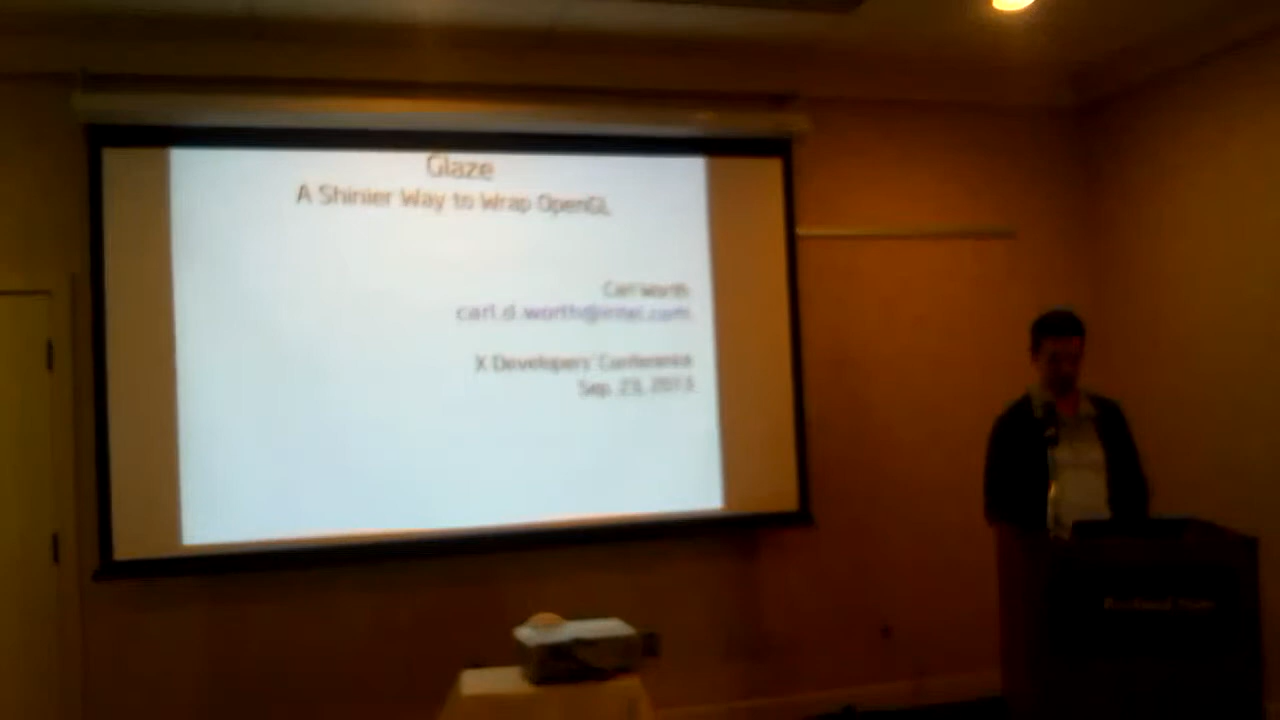 Glaze
A Shinier Way to Wrap OpenGL
Carl Worth
carl.d.worth@intel.com
X Developers' Conference
Sep. 23, 2013